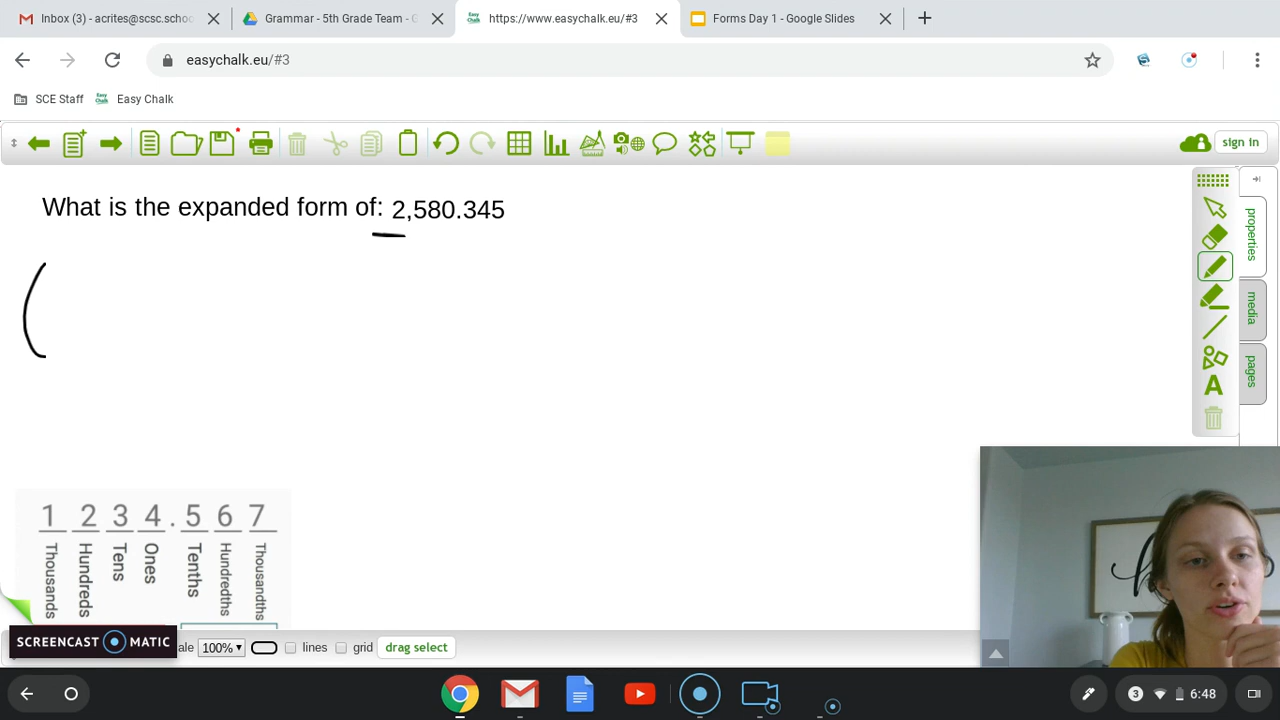 Inbox (3) - acrites@scsc.schoo
Grammar - 5th Grade Team - G
https://www.easychalk.eu/#3
Forms Day 1 - Google Slides
easychalk.eu/#3
SCE Staff
Easy Chalk
sign in
What is the expanded form of: 2,580.345
(
properties
media
pages
A
1 2 3 4 . 5 6 7
Thousands Hundreds Tens Ones Tenths Hundredths Thousandths
SCREENCAST MATIC
ale 100% lines grid drag select
3 6:48